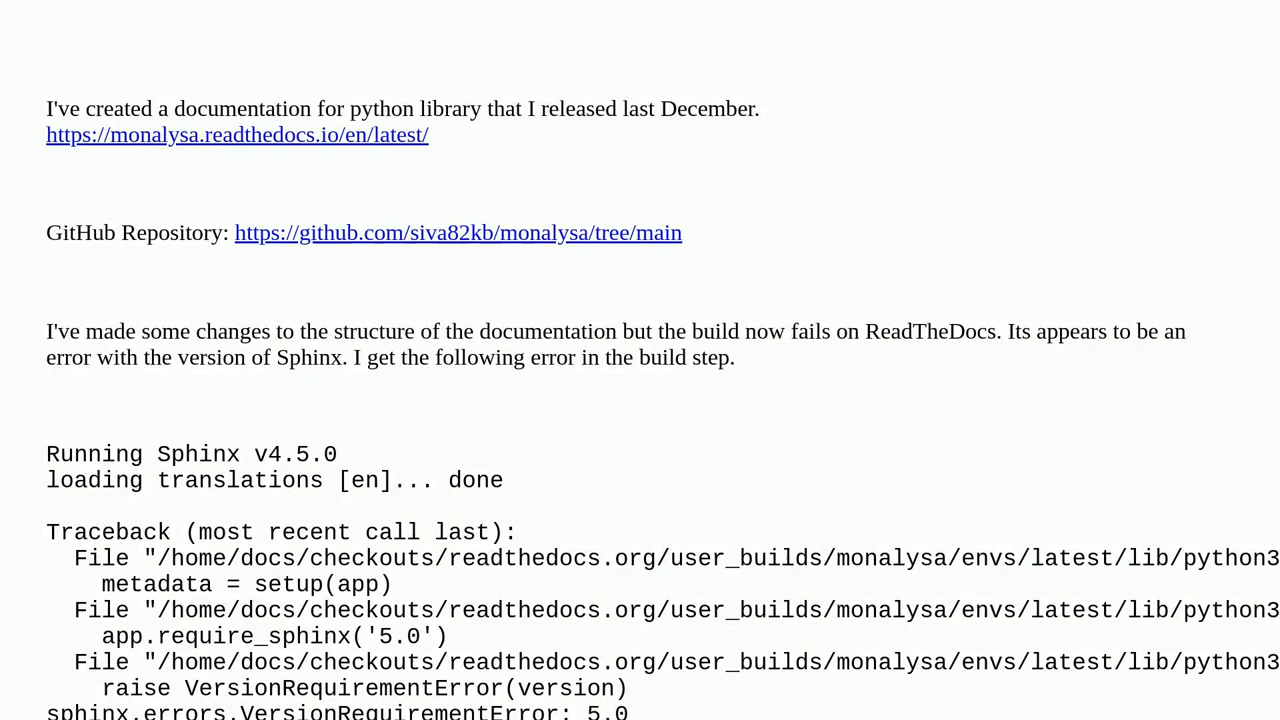 I've created a documentation for python library that I released last December.
https://monalysa.readthedocs.io/en/latest/
GitHub Repository: https://github.com/siva82kb/monalysa/tree/main
I've made some changes to the structure of the documentation but the build now fails on ReadTheDocs. Its appears to be an
error with the version of Sphinx. I get the following error in the build step.
Running Sphinx v4.5.0
loading translations [en]... done
Traceback (most recent call last):
  File "/home/docs/checkouts/readthedocs.org/user_builds/monalysa/envs/latest/lib/python3
    metadata = setup(app)
  File "/home/docs/checkouts/readthedocs.org/user_builds/monalysa/envs/latest/lib/python3
    app.require_sphinx('5.0')
  File "/home/docs/checkouts/readthedocs.org/user_builds/monalysa/envs/latest/lib/python3
    raise VersionRequirementError(version)
sphinx.errors.VersionRequirementError: 5.0